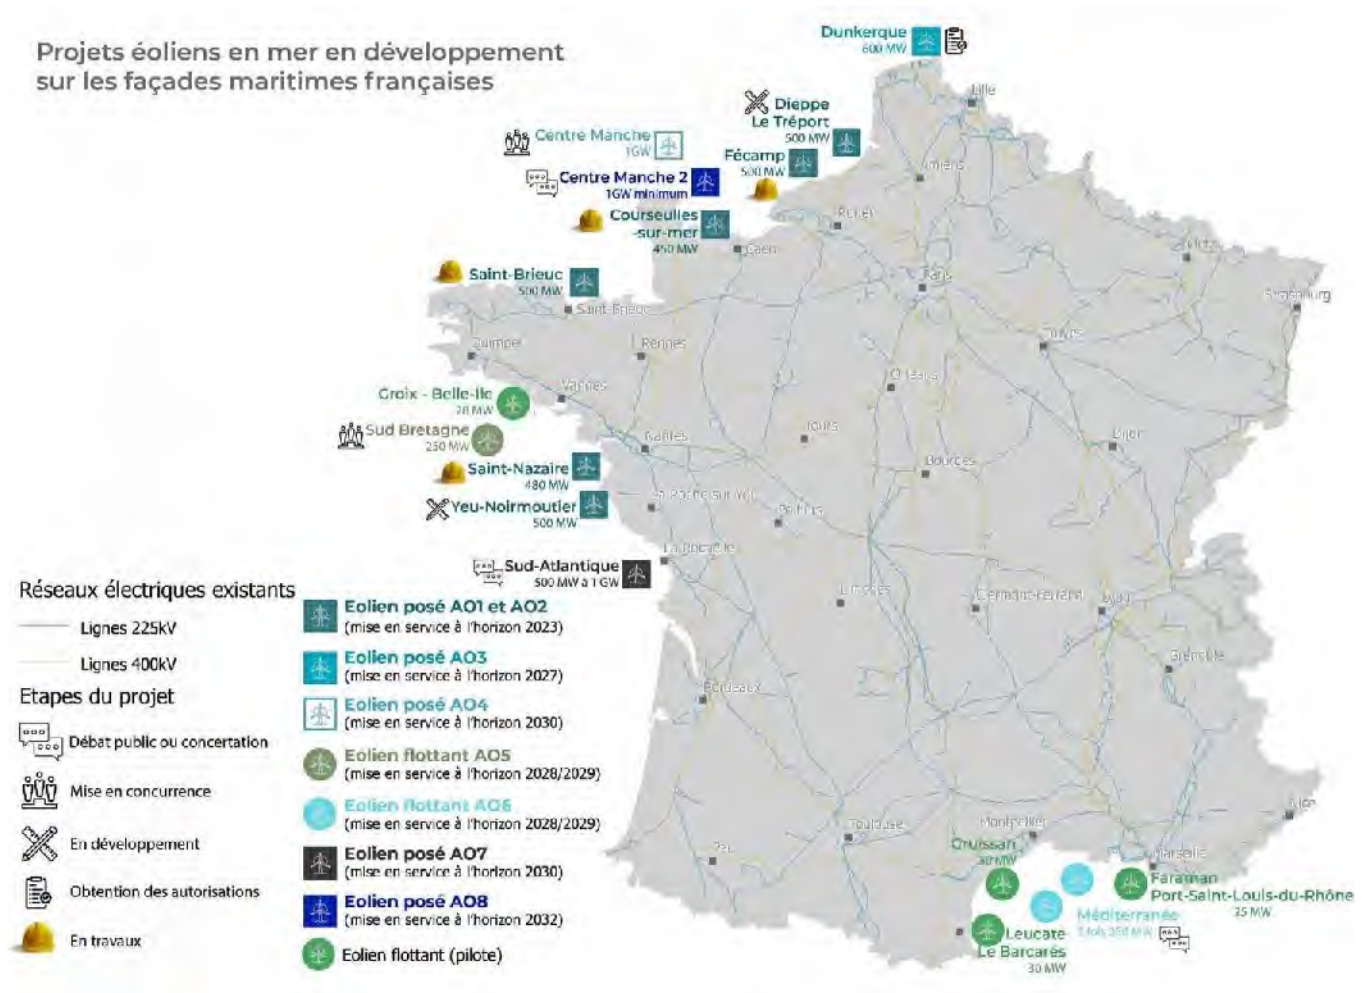 Projets éoliens en mer en développement
sur les façades maritimes françaises
Dunkerque
600 MW
Lille
Dieppe
Le Tréport
500 MW
Centre Manche
1GW
Fécamp
500 MW
Amiens
Centre Manche 2
1GW minimum
Courseulles
-sur-mer
450 MW
Rouen
Caen
Metz
Saint-Brieuc
500 MW
Paris
Strasbourg
Saint-Brieuc
Quimper
Rennes
Troyes
Vannes
Orléans
Groix - Belle-Ile
28 MW
Sud Bretagne
250 MW
Nantes
Tours
Dijon
Bourges
Saint-Nazaire
480 MW
Yeu-Noirmoutier
500 MW
La Roche sur Yon
Poitiers
La Rochelle
Sud-Atlantique
500 MW à 1 GW
Limoges
Clermont-Ferrand
Lyon
Grenoble
Bordeaux
Toulouse
Montpellier
Nice
Pau
Marseille
Gruissan
30 MW
Faraman
Port-Saint-Louis-du-Rhône
25 MW
Méditerranée
2 fois 250 MW
Leucate
Le Barcarès
30 MW
Réseaux électriques existants
Lignes 225kV
Lignes 400kV
Etapes du projet
Débat public ou concertation
Mise en concurrence
En développement
Obtention des autorisations
En travaux
Eolien posé AO1 et AO2
(mise en service à l'horizon 2023)
Eolien posé AO3
(mise en service à l'horizon 2027)
Eolien posé AO4
(mise en service à l'horizon 2030)
Eolien flottant AO5
(mise en service à l'horizon 2028/2029)
Eolien flottant AO6
(mise en service à l'horizon 2028/2029)
Eolien posé AO7
(mise en service à l'horizon 2030)
Eolien posé AO8
(mise en service à l'horizon 2032)
Eolien flottant (pilote)